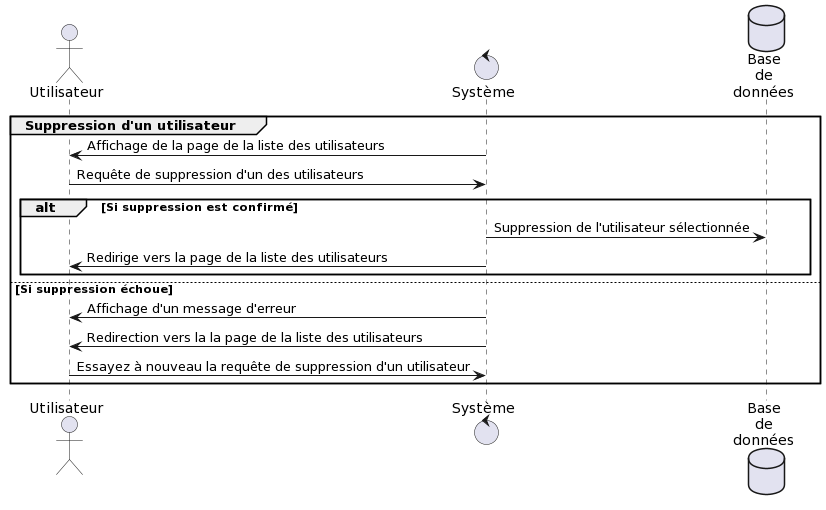 Utilisateur
Système
Base
de
données
Suppression d'un utilisateur
Affichage de la page de la liste des utilisateurs
Requête de suppression d'un des utilisateurs
alt [Si suppression est confirmé]
Suppression de l'utilisateur sélectionnée
Redirige vers la page de la liste des utilisateurs
[Si suppression échoue]
Affichage d'un message d'erreur
Redirection vers la la page de la liste des utilisateurs
Essayez à nouveau la requête de suppression d'un utilisateur
Utilisateur
Système
Base
de
données